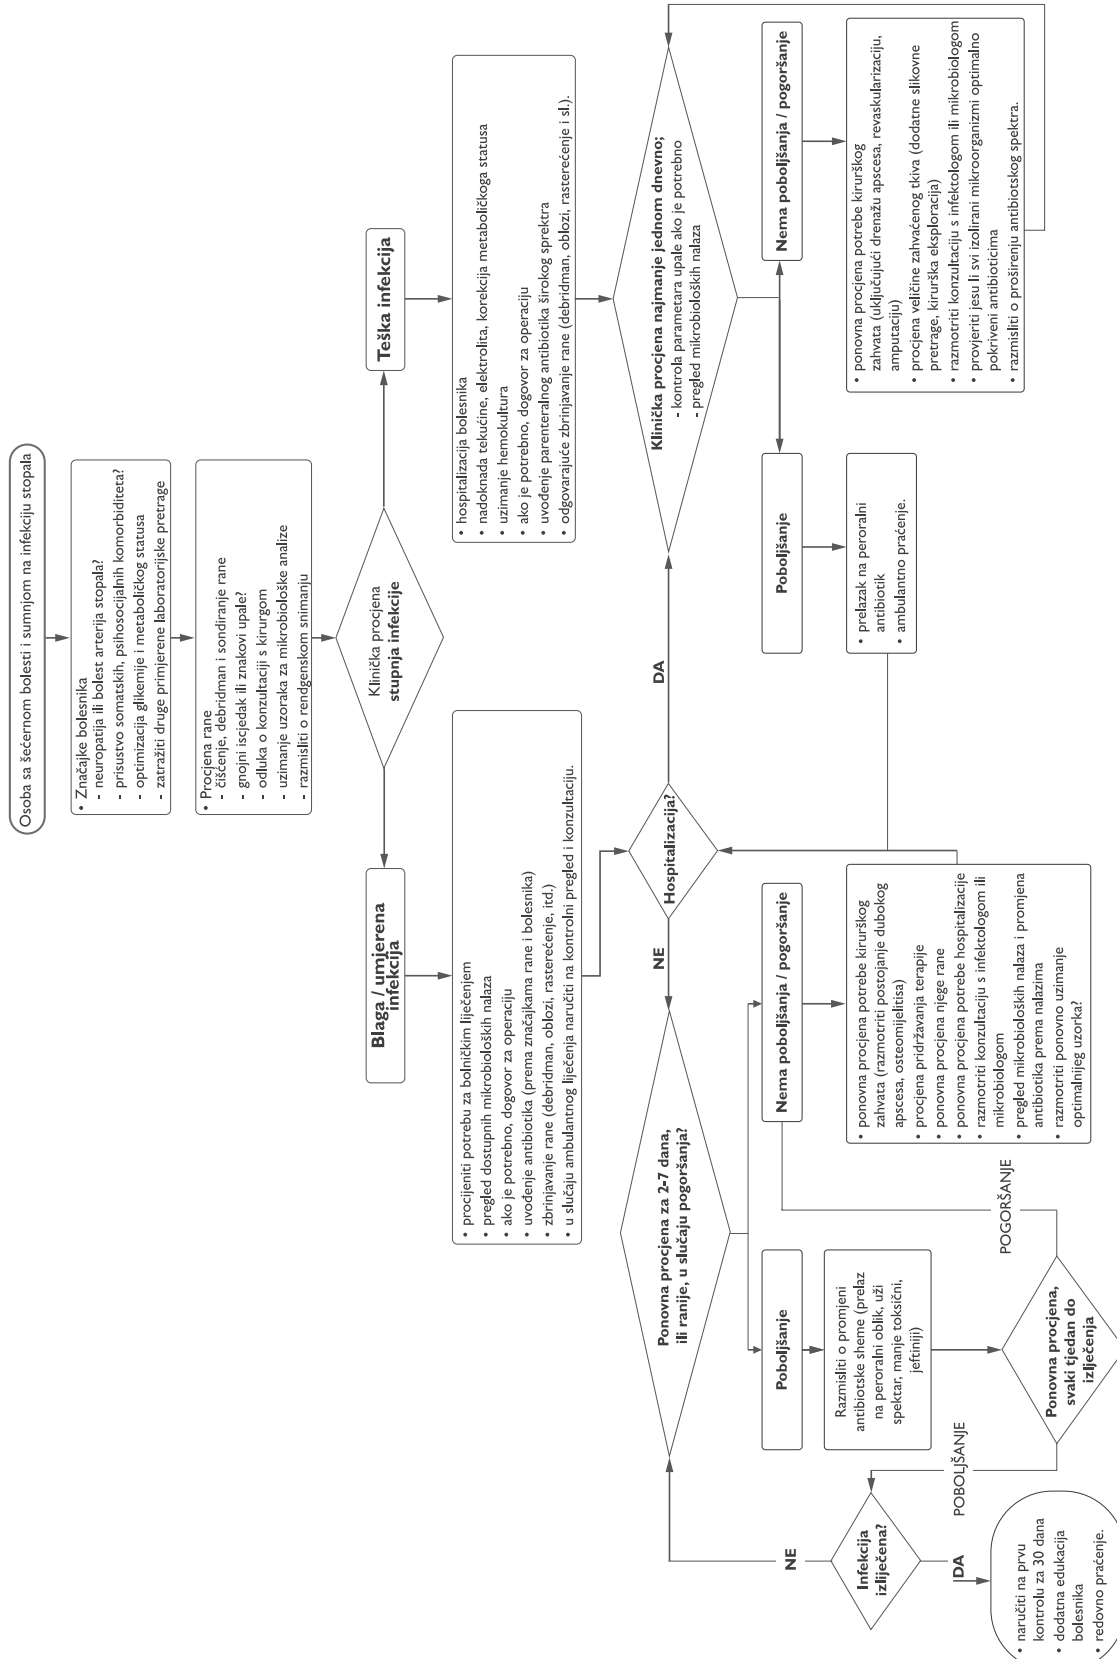 Osoba sa šećernom bolesti i sumnjom na infekciju stopala
• Značajke bolesnika
- neuropatija ili bolest arterija stopala?
- prisustvo somatskih, psihosocijalnih komorbiditeta?
- optimizacija glikemije i metaboličkog statusa
- zatražiti druge primjerene laboratorijske pretrage
• Procjena rane
- čišćenje, debridman i sondiranje rane
- gnojni iscjedak ili znakovi upale?
- odluka o konzultaciji s kirurgom
- uzimanje uzoraka za mikrobiološke analize
- razmisliti o rendgenskom snimanju
Klinička procjena
stupnja infekcije
Blaga / umjerena
infekcija
Teška infekcija
• procijeniti potrebu za bolničkim liječenjem
• pregled dostupnih mikrobioloških nalaza
• ako je potrebno, dogovor za operaciju
• uvođenje antibiotika (prema značajkama rane i bolesnika)
• zbrinjavanje rane (debridman, oblozi, rasterećenje, itd.)
• u slučaju ambulantnog liječenja naručiti na kontrolni pregled i konzultaciju.
• hospitalizacija bolesnika
• nadoknada tekućine, elektrolita, korekcija metaboličkoga statusa
• uzimanje hemokultura
• ako je potrebno, dogovor za operaciju
• uvođenje parenteralnog antibiotika širokog sprektra
• odgovarajuće zbrinjavanje rane (debridman, oblozi, rasterećenje i sl.).
Hospitalizacija?
NE
DA
Ponovna procjena za 2-7 dana,
ili ranije, u slučaju pogoršanja?
Klinička procjena najmanje jednom dnevno;
- kontrola parametara upale ako je potrebno
- pregled mikrobioloških nalaza
Poboljšanje
Nema poboljšanja / pogoršanje
Poboljšanje
Nema poboljšanja / pogoršanje
Razmisliti o promjeni
antibiotske sheme (prelaz
na peroralni oblik, uži
spektar, manje toksični,
jeftiniji)
• ponovna procjena potrebe kirurškog
zahvata (razmotriti postojanje dubokog
apscesa, osteomijelitisa)
• procjena pridržavanja terapije
• ponovna procjena njege rane
• ponovna procjena potrebe hospitalizacije
• razmotriti konzultaciju s infektologom ili
mikrobiologom
• pregled mikrobioloških nalaza i promjena
antibiotika prema nalazima
• razmotiti ponovno uzimanje
optimalnijeg uzorka?
• prelazak na peroralni
antibiotik
• ambulantno praćenje.
• ponovna procjena potrebe kirurškog
zahvata (uključujući drenažu apscesa, revaskularizaciju,
amputaciju)
• procjena veličine zahvaćenog tkiva (dodatne slikovne
pretrage, kirurška eksploracija)
• razmotriti konzultaciju s infektologom ili mikrobiologom
• provjeriti jesu li svi izolirani mikroorganizmi optimalno
pokriveni antibioticima
• razmisliti o proširenju antibiotskog spektra.
NE
POBOLJŠANJE
POGORŠANJE
Infekcija
izliječena?
Ponovna procjena,
svaki tjedan do
izlječenja
DA
• naručiti na prvu
kontrolu za 30 dana
• dodatna edukacija
bolesnika
• redovno praćenje.